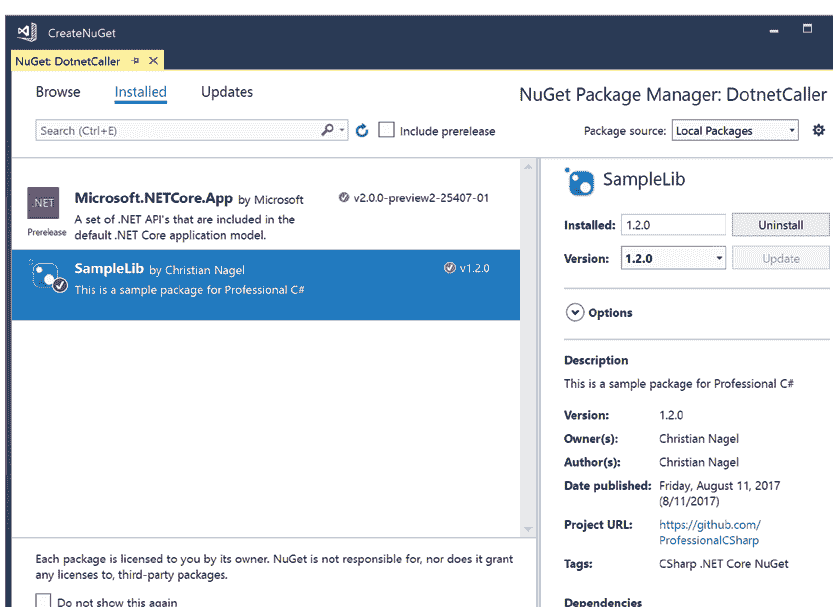 CreateNuGet
NuGet: DotnetCaller
Browse Installed Updates
NuGet Package Manager: DotnetCaller
Search (Ctrl+E)
Include prerelease
Package source: Local Packages
.NET
Prerelease
Microsoft.NETCore.App by Microsoft
v2.0.0-preview2-25407-01
A set of .NET API's that are included in the
default .NET Core application model.
SampleLib by Christian Nagel
v1.2.0
This is a sample package for Professional C#
Each package is licensed to you by its owner. NuGet is not responsible for, nor does it grant
any licenses to, third-party packages.
Do not show this again
SampleLib
Installed: 1.2.0 Uninstall
Version: 1.2.0 Update
Options
Description
This is a sample package for Professional C#
Version: 1.2.0
Owner(s): Christian Nagel
Author(s): Christian Nagel
Date published: Friday, August 11, 2017
(8/11/2017)
Project URL: https://github.com/
ProfessionalCSharp
Tags: CSharp .NET Core NuGet
Dependencies